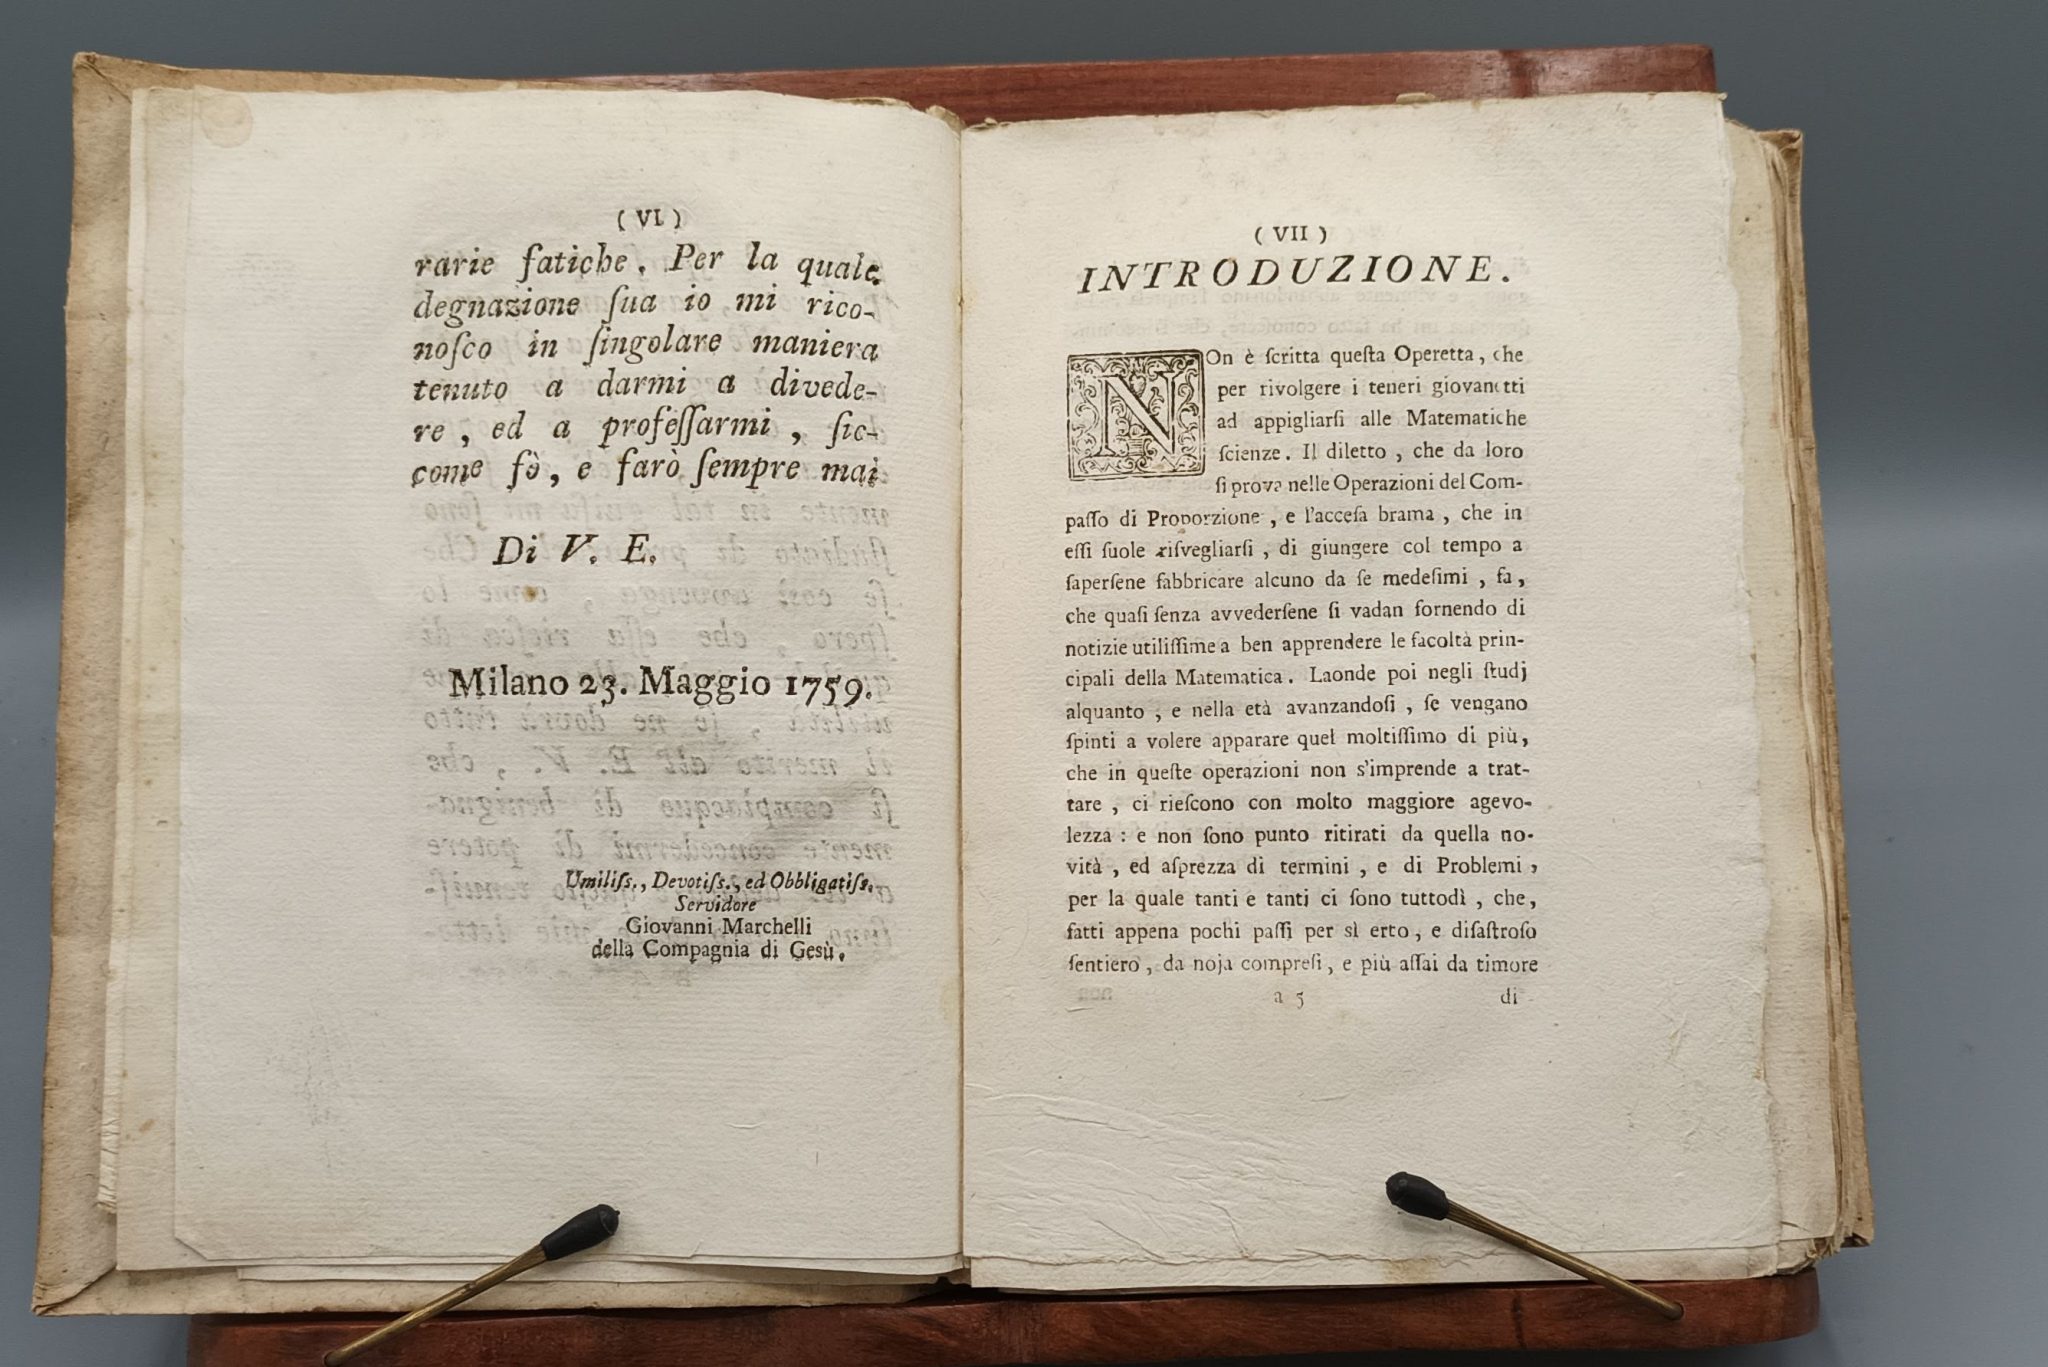 ( VI )
rarie fatiche. Per la quale
degnazione ſua io mi rico-
noſco in ſingolare maniera
tenuto a darmi a divede-
re, ed a profeſſarmi, ſic-
come fò, e farò ſempre mai
Di V. E.
Milano 23. Maggio 1759.
Umiliſs., Devotiſs., ed Obbligatiſs.
Servidore
Giovanni Marchelli
della Compagnia di Gesù.
( VII )
INTRODUZIONE.
NOn è ſcritta queſta Operetta, che
per rivolgere i teneri giovanetti
ad appigliarſi alle Matematiche
ſcienze. Il diletto, che da loro
ſi prova nelle Operazioni del Com-
paſſo di Proporzione, e l'acceſa brama, che in
eſſi ſuole riſvegliarſi, di giungere col tempo a
ſaperſene fabbricare alcuno da ſe medeſimi, fa,
che quaſi ſenza avvederſene ſi vadan fornendo di
notizie utiliſſime a ben apprendere le facoltà prin-
cipali della Matematica. Laonde poi negli ſtudj
alquanto, e nella età avanzandoſi, ſe vengano
ſpinti a volere apparare quel moltiſſimo di più,
che in queſte operazioni non s'imprende a trat-
tare, ci rieſcono con molto maggiore agevo-
lezza: e non ſono punto ritirati da quella no-
vità, ed aſprezza di termini, e di Problemi,
per la quale tanti e tanti ci ſono tuttodì, che,
fatti appena pochi paſſi per sì erto, e diſaſtroſo
ſentiero, da noja compreſi, e più aſſai da timore
a 5 di